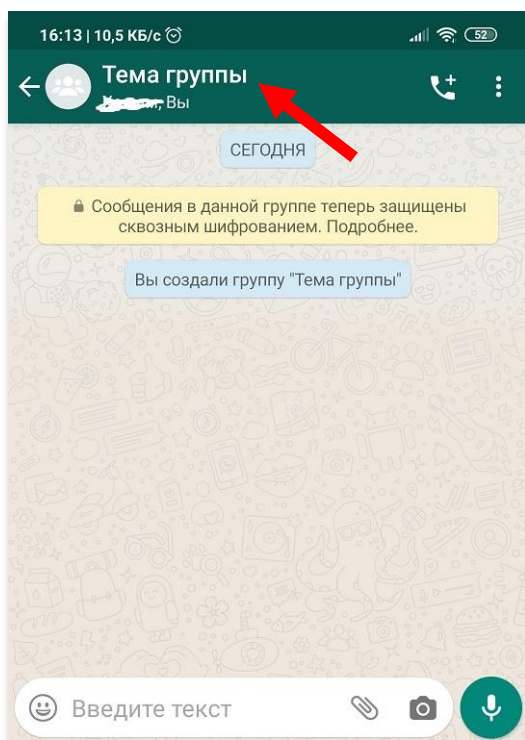 16:13 | 10,5 КБ/с
52
Тема группы
Вы
СЕГОДНЯ
Сообщения в данной группе теперь защищены
сквозным шифрованием. Подробнее.
Вы создали группу "Тема группы"
Введите текст